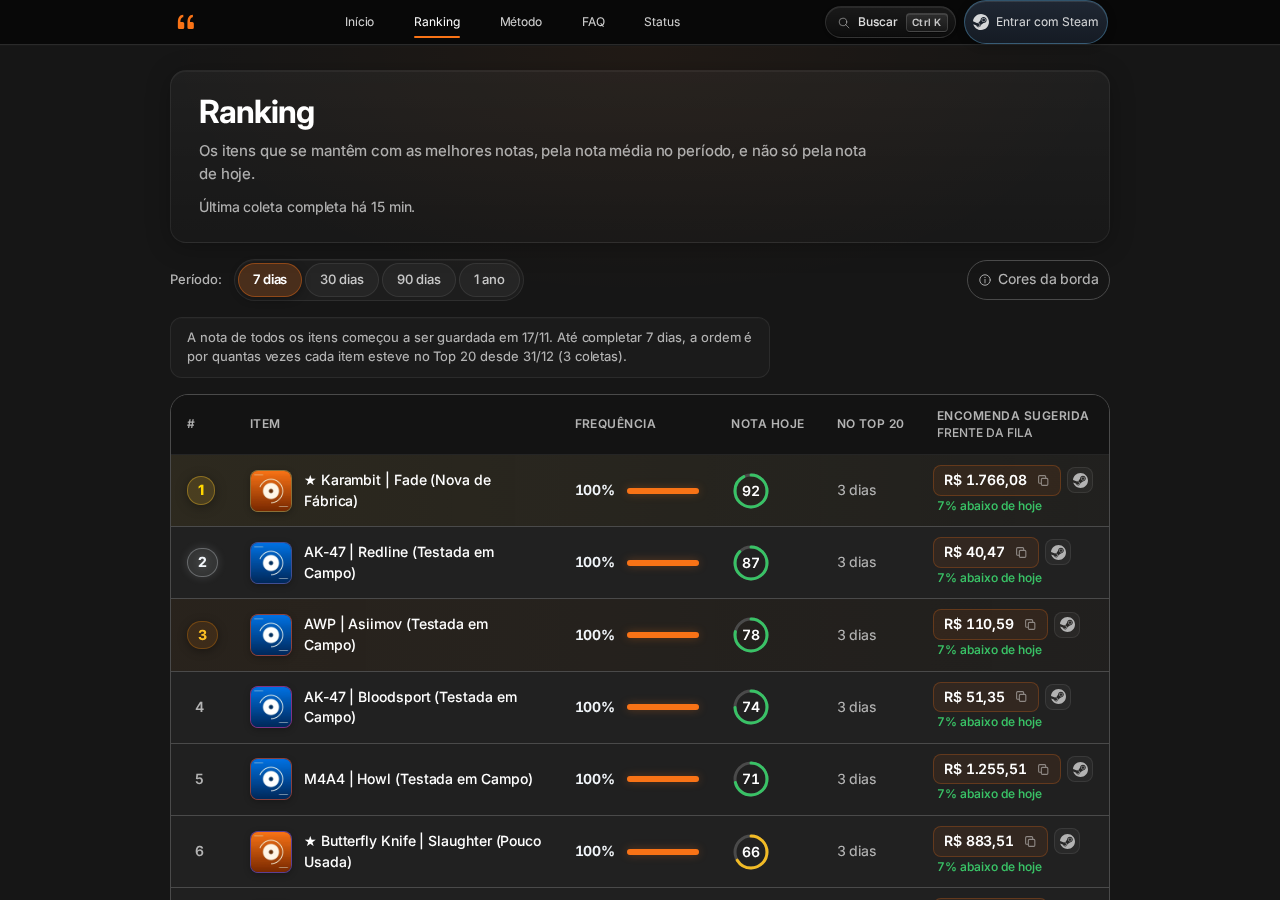 Início Ranking Método FAQ Status Buscar Ctrl K Entrar com Steam
Ranking
Os itens que se mantêm com as melhores notas, pela nota média no período, e não só pela nota
de hoje.
Última coleta completa há 15 min.
Período: 7 dias 30 dias 90 dias 1 ano Cores da borda
A nota de todos os itens começou a ser guardada em 17/11. Até completar 7 dias, a ordem é
por quantas vezes cada item esteve no Top 20 desde 31/12 (3 coletas).
# ITEM FREQUÊNCIA NOTA HOJE NO TOP 20 ENCOMENDA SUGERIDA
FRENTE DA FILA
1 ★ Karambit | Fade (Nova de
Fábrica) 100% 92 3 dias R$ 1.766,08
7% abaixo de hoje
2 AK-47 | Redline (Testada em
Campo) 100% 87 3 dias R$ 40,47
7% abaixo de hoje
3 AWP | Asiimov (Testada em
Campo) 100% 78 3 dias R$ 110,59
7% abaixo de hoje
4 AK-47 | Bloodsport (Testada em
Campo) 100% 74 3 dias R$ 51,35
7% abaixo de hoje
5 M4A4 | Howl (Testada em Campo) 100% 71 3 dias R$ 1.255,51
7% abaixo de hoje
6 ★ Butterfly Knife | Slaughter (Pouco
Usada) 100% 66 3 dias R$ 883,51
7% abaixo de hoje